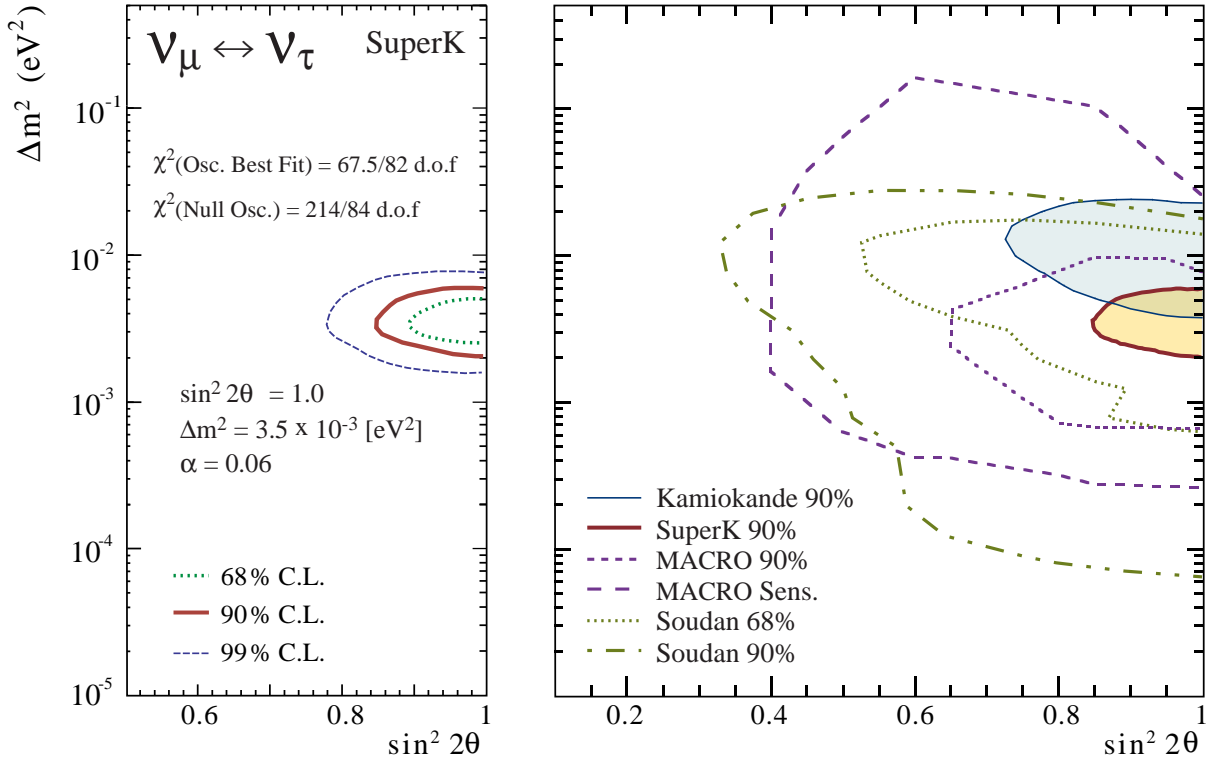 Δm² (eV²)
ν_μ ↔ ν_τ SuperK
χ²(Osc. Best Fit) = 67.5/82 d.o.f
χ²(Null Osc.) = 214/84 d.o.f
sin² 2θ = 1.0
Δm² = 3.5 x 10⁻³ [eV²]
α = 0.06
68% C.L.
90% C.L.
99% C.L.
10⁻¹
10⁻²
10⁻³
10⁻⁴
10⁻⁵
0.6 0.8 1
sin² 2θ
Kamiokande 90%
SuperK 90%
MACRO 90%
MACRO Sens.
Soudan 68%
Soudan 90%
0.2 0.4 0.6 0.8 1
sin² 2θ